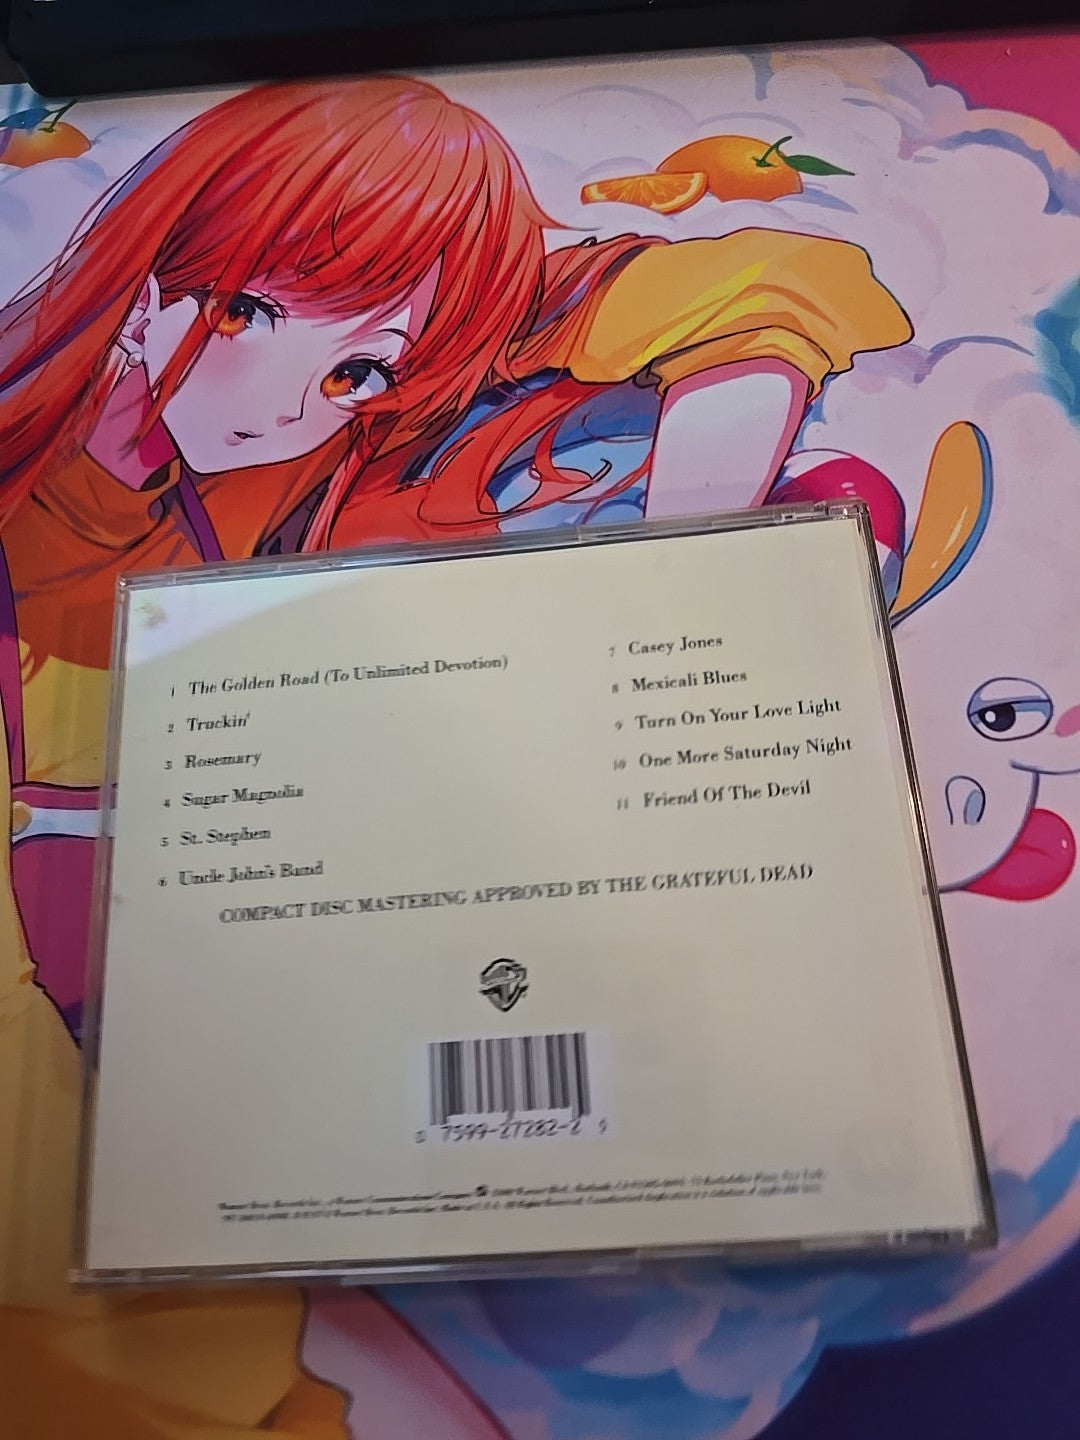 1 The Golden Road (To Unlimited Devotion)
2 Truckin'
3 Rosemary
4 Sugar Magnolia
5 St. Stephen
6 Uncle John's Band
7 Casey Jones
8 Mexicali Blues
9 Turn On Your Love Light
10 One More Saturday Night
11 Friend Of The Devil
COMPACT DISC MASTERING APPROVED BY THE GRATEFUL DEAD
0 7599-27282-2